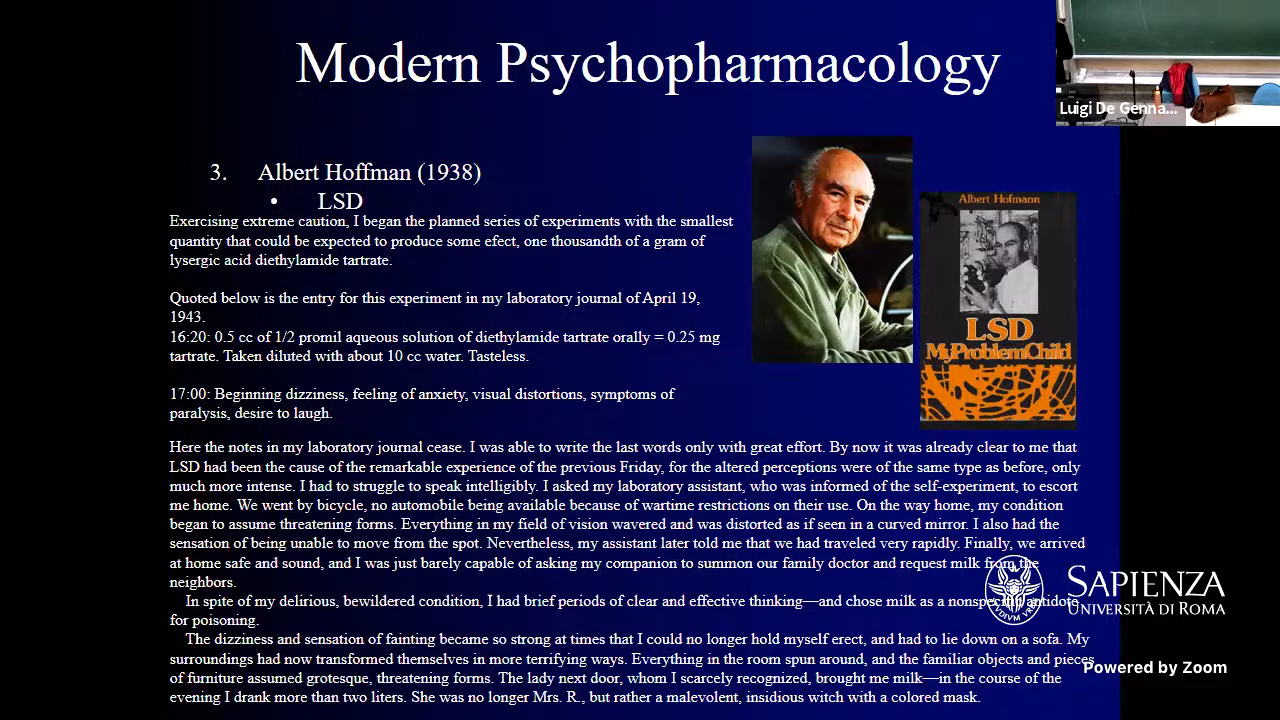 Modern Psychopharmacology
Luigi De Genna...
3. Albert Hoffman (1938)
• LSD
Exercising extreme caution, I began the planned series of experiments with the smallest
quantity that could be expected to produce some efect, one thousandth of a gram of
lysergic acid diethylamide tartrate.
Quoted below is the entry for this experiment in my laboratory journal of April 19,
1943.
16:20: 0.5 cc of 1/2 promil aqueous solution of diethylamide tartrate orally = 0.25 mg
tartrate. Taken diluted with about 10 cc water. Tasteless.
17:00: Beginning dizziness, feeling of anxiety, visual distortions, symptoms of
paralysis, desire to laugh.
Albert Hofmann
LSD
My Problem Child
Here the notes in my laboratory journal cease. I was able to write the last words only with great effort. By now it was already clear to me that
LSD had been the cause of the remarkable experience of the previous Friday, for the altered perceptions were of the same type as before, only
much more intense. I had to struggle to speak intelligibly. I asked my laboratory assistant, who was informed of the self-experiment, to escort
me home. We went by bicycle, no automobile being available because of wartime restrictions on their use. On the way home, my condition
began to assume threatening forms. Everything in my field of vision wavered and was distorted as if seen in a curved mirror. I also had the
sensation of being unable to move from the spot. Nevertheless, my assistant later told me that we had traveled very rapidly. Finally, we arrived
at home safe and sound, and I was just barely capable of asking my companion to summon our family doctor and request milk from the
neighbors.
In spite of my delirious, bewildered condition, I had brief periods of clear and effective thinking—and chose milk as a nonspecific antidote
for poisoning.
The dizziness and sensation of fainting became so strong at times that I could no longer hold myself erect, and had to lie down on a sofa. My
surroundings had now transformed themselves in more terrifying ways. Everything in the room spun around, and the familiar objects and pieces
of furniture assumed grotesque, threatening forms. The lady next door, whom I scarcely recognized, brought me milk—in the course of the
evening I drank more than two liters. She was no longer Mrs. R., but rather a malevolent, insidious witch with a colored mask.
SAPIENZA
UNIVERSITÀ DI ROMA
Powered by Zoom